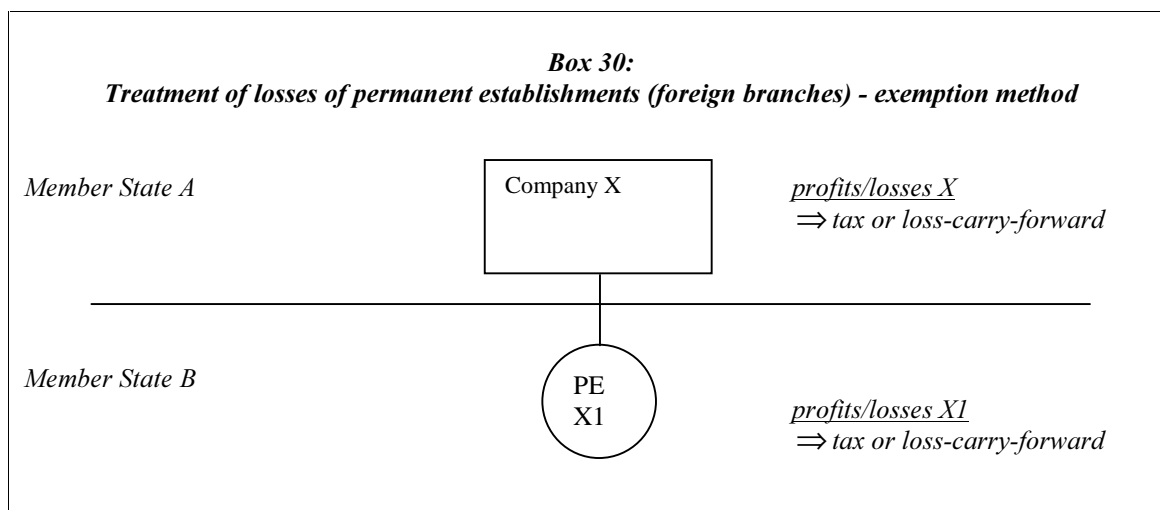 Box 30:
Treatment of losses of permanent establishments (foreign branches) - exemption method
Member State A
Company X
profits/losses X
⇒ tax or loss-carry-forward
Member State B
PE
X1
profits/losses X1
⇒ tax or loss-carry-forward